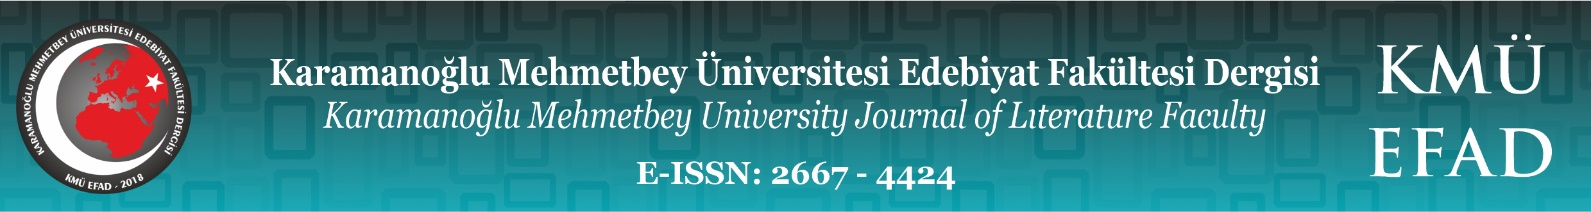 KARAMANOĞLU MEHMETBEY ÜNİVERSİTESİ EDEBİYAT FAKÜLTESİ DERGİSİ
KMÜ EFAD - 2018
Karamanoğlu Mehmetbey Üniversitesi Edebiyat Fakültesi Dergisi
Karamanoğlu Mehmetbey University Journal of Lıterature Faculty
E-ISSN: 2667 - 4424
KMÜ
EFAD